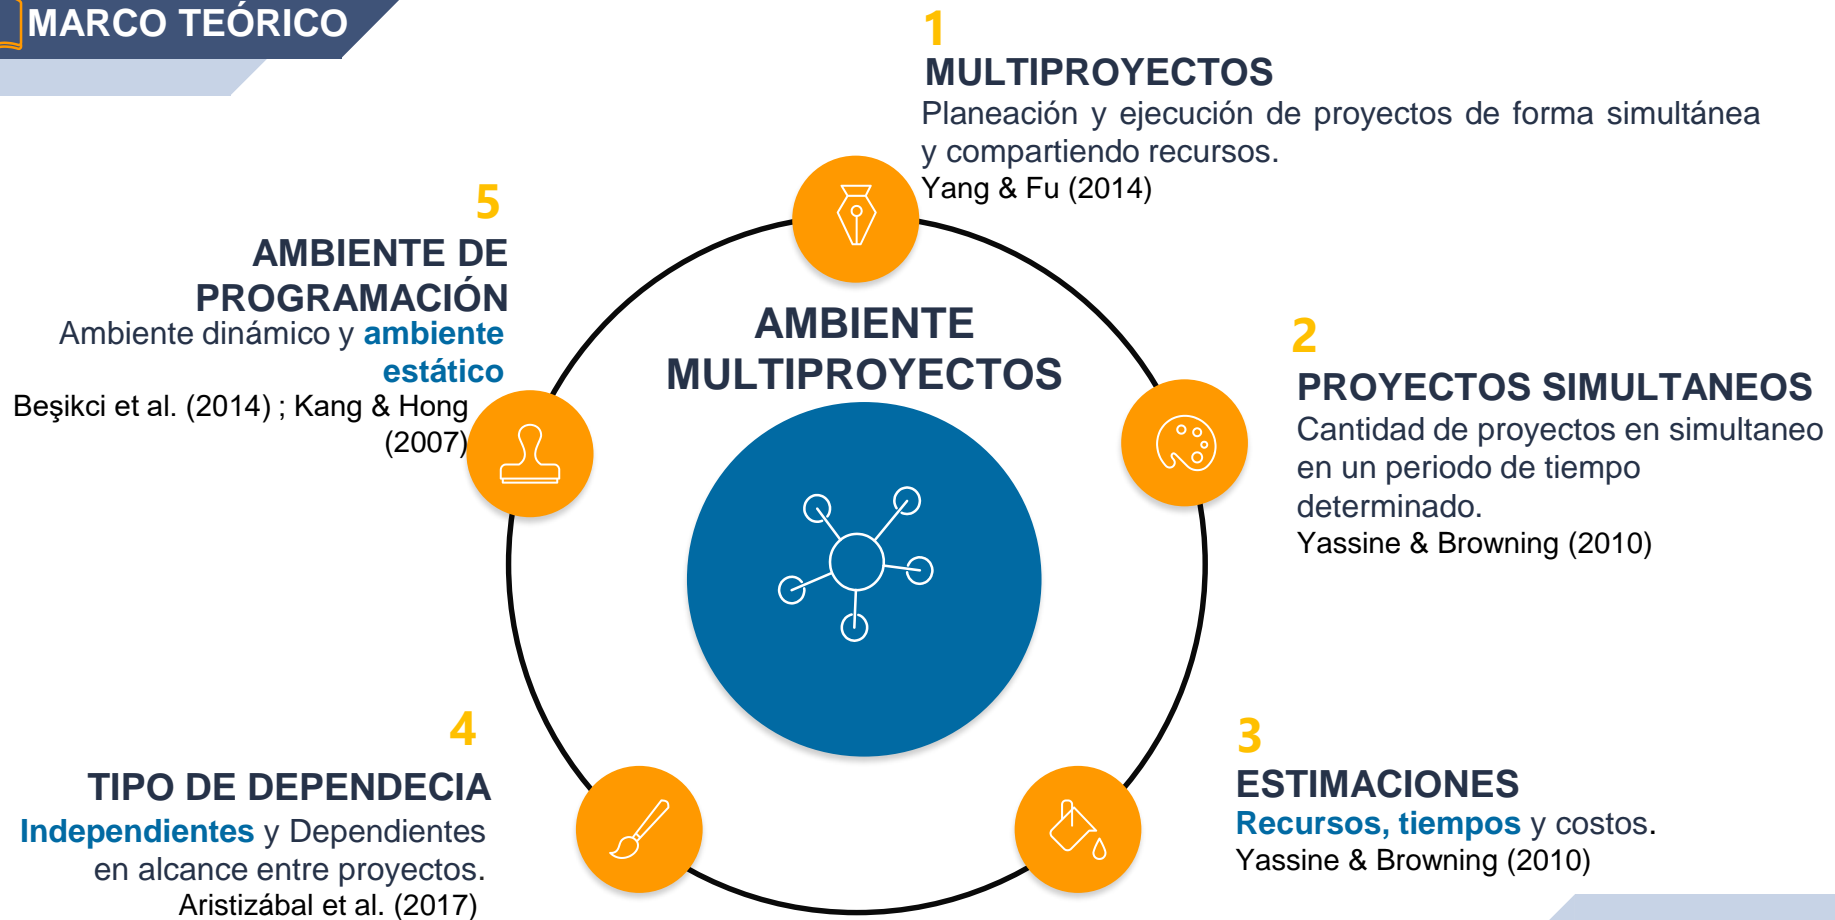 MARCO TEÓRICO
1
MULTIPROYECTOS
Planeación y ejecución de proyectos de forma simultánea
y compartiendo recursos.
Yang & Fu (2014)
5
AMBIENTE DE
PROGRAMACIÓN
Ambiente dinámico y ambiente
estático
Beşikci et al. (2014) ; Kang & Hong
(2007)
AMBIENTE
MULTIPROYECTOS
2
PROYECTOS SIMULTANEOS
Cantidad de proyectos en simultaneo
en un periodo de tiempo
determinado.
Yassine & Browning (2010)
4
TIPO DE DEPENDECIA
Independientes y Dependientes
en alcance entre proyectos.
Aristizábal et al. (2017)
3
ESTIMACIONES
Recursos, tiempos y costos.
Yassine & Browning (2010)